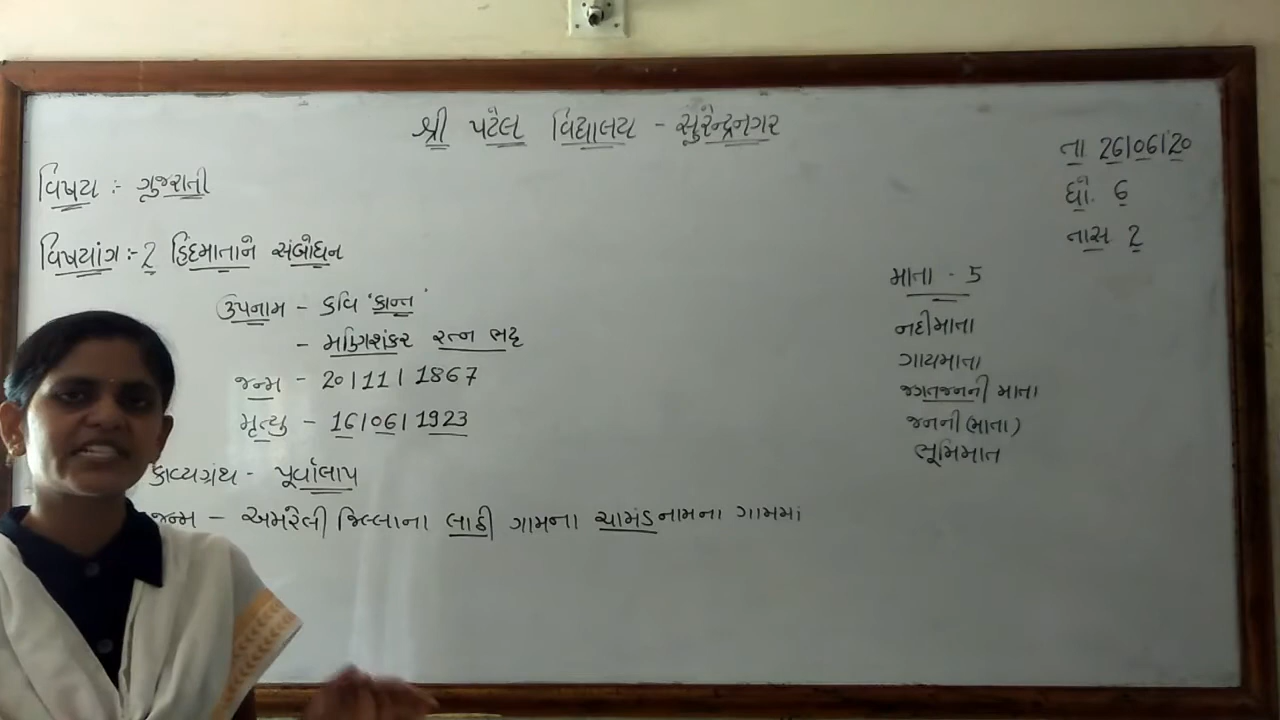 શ્રી પટેલ વિદ્યાલય - સુરેન્દ્રનગર
તા 26/06/20
ધો. 6
તાસ 2
વિષય :- ગુજરાતી
વિષયાંગ :- 2 હિંદમાતાને સંબોધન
ઉપનામ - કવિ 'કાન્ત'
- મણિશંકર રત્ન ભટ્ટ
જન્મ - 20/11/1867
મૃત્યુ - 16/06/1923
કાવ્યગ્રંથ - પૂર્વાલાપ
જન્મ - અમરેલી જિલ્લાના લાઠી ગામના ચામંડ નામના ગામમાં
માતા - 5
નદીમાતા
ગાયમાતા
જગતજનની માતા
જનની (માતા)
ભૂમિમાત